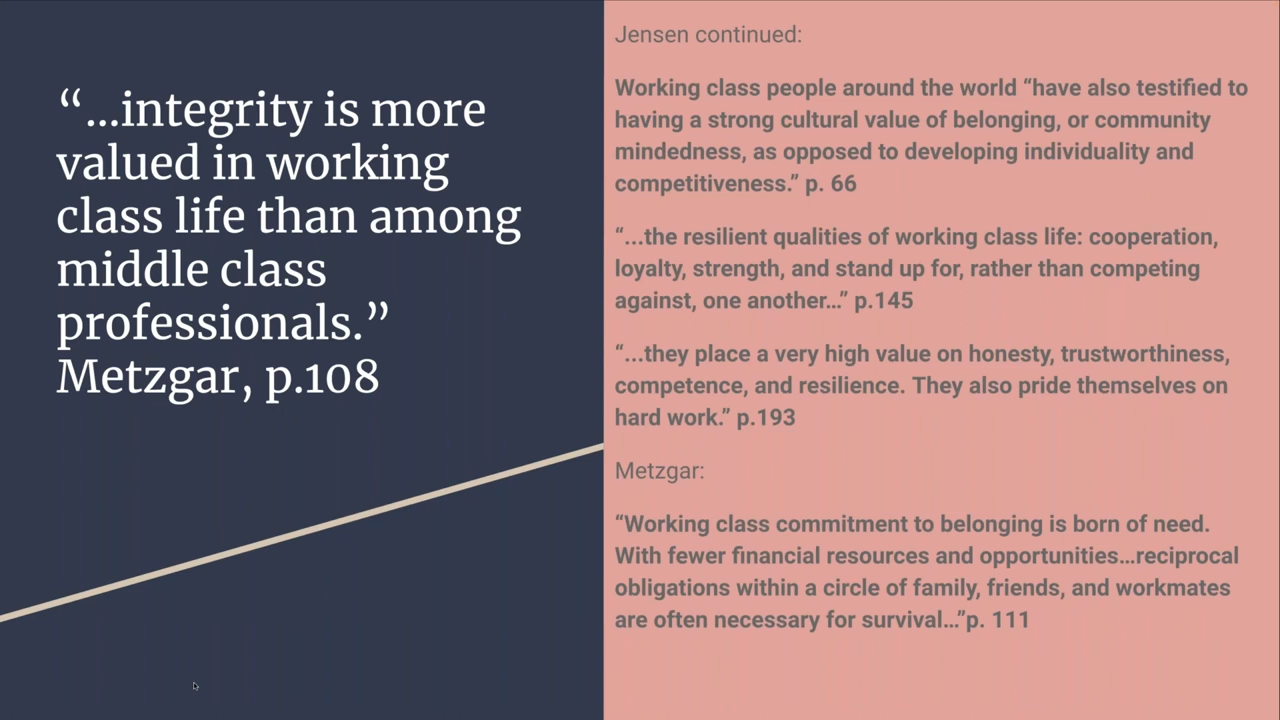 “...integrity is more
valued in working
class life than among
middle class
professionals.”
Metzgar, p.108
Jensen continued:
Working class people around the world “have also testified to
having a strong cultural value of belonging, or community
mindedness, as opposed to developing individuality and
competitiveness.” p. 66
“...the resilient qualities of working class life: cooperation,
loyalty, strength, and stand up for, rather than competing
against, one another…” p.145
“...they place a very high value on honesty, trustworthiness,
competence, and resilience. They also pride themselves on
hard work.” p.193
Metzgar:
“Working class commitment to belonging is born of need.
With fewer financial resources and opportunities…reciprocal
obligations within a circle of family, friends, and workmates
are often necessary for survival…”p. 111